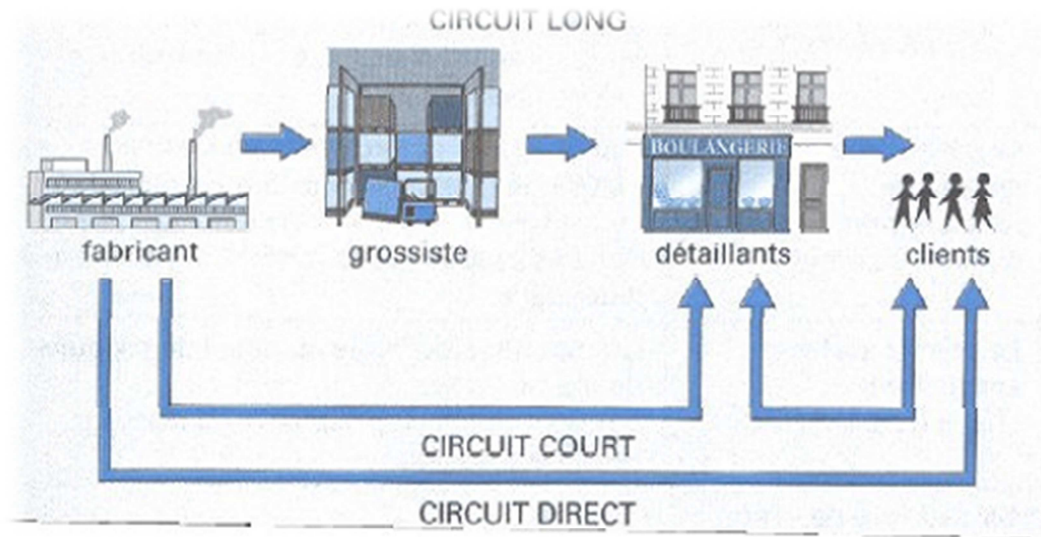 CIRCUIT LONG
BOULANGERIE
fabricant
grossiste
détaillants
clients
CIRCUIT COURT
CIRCUIT DIRECT